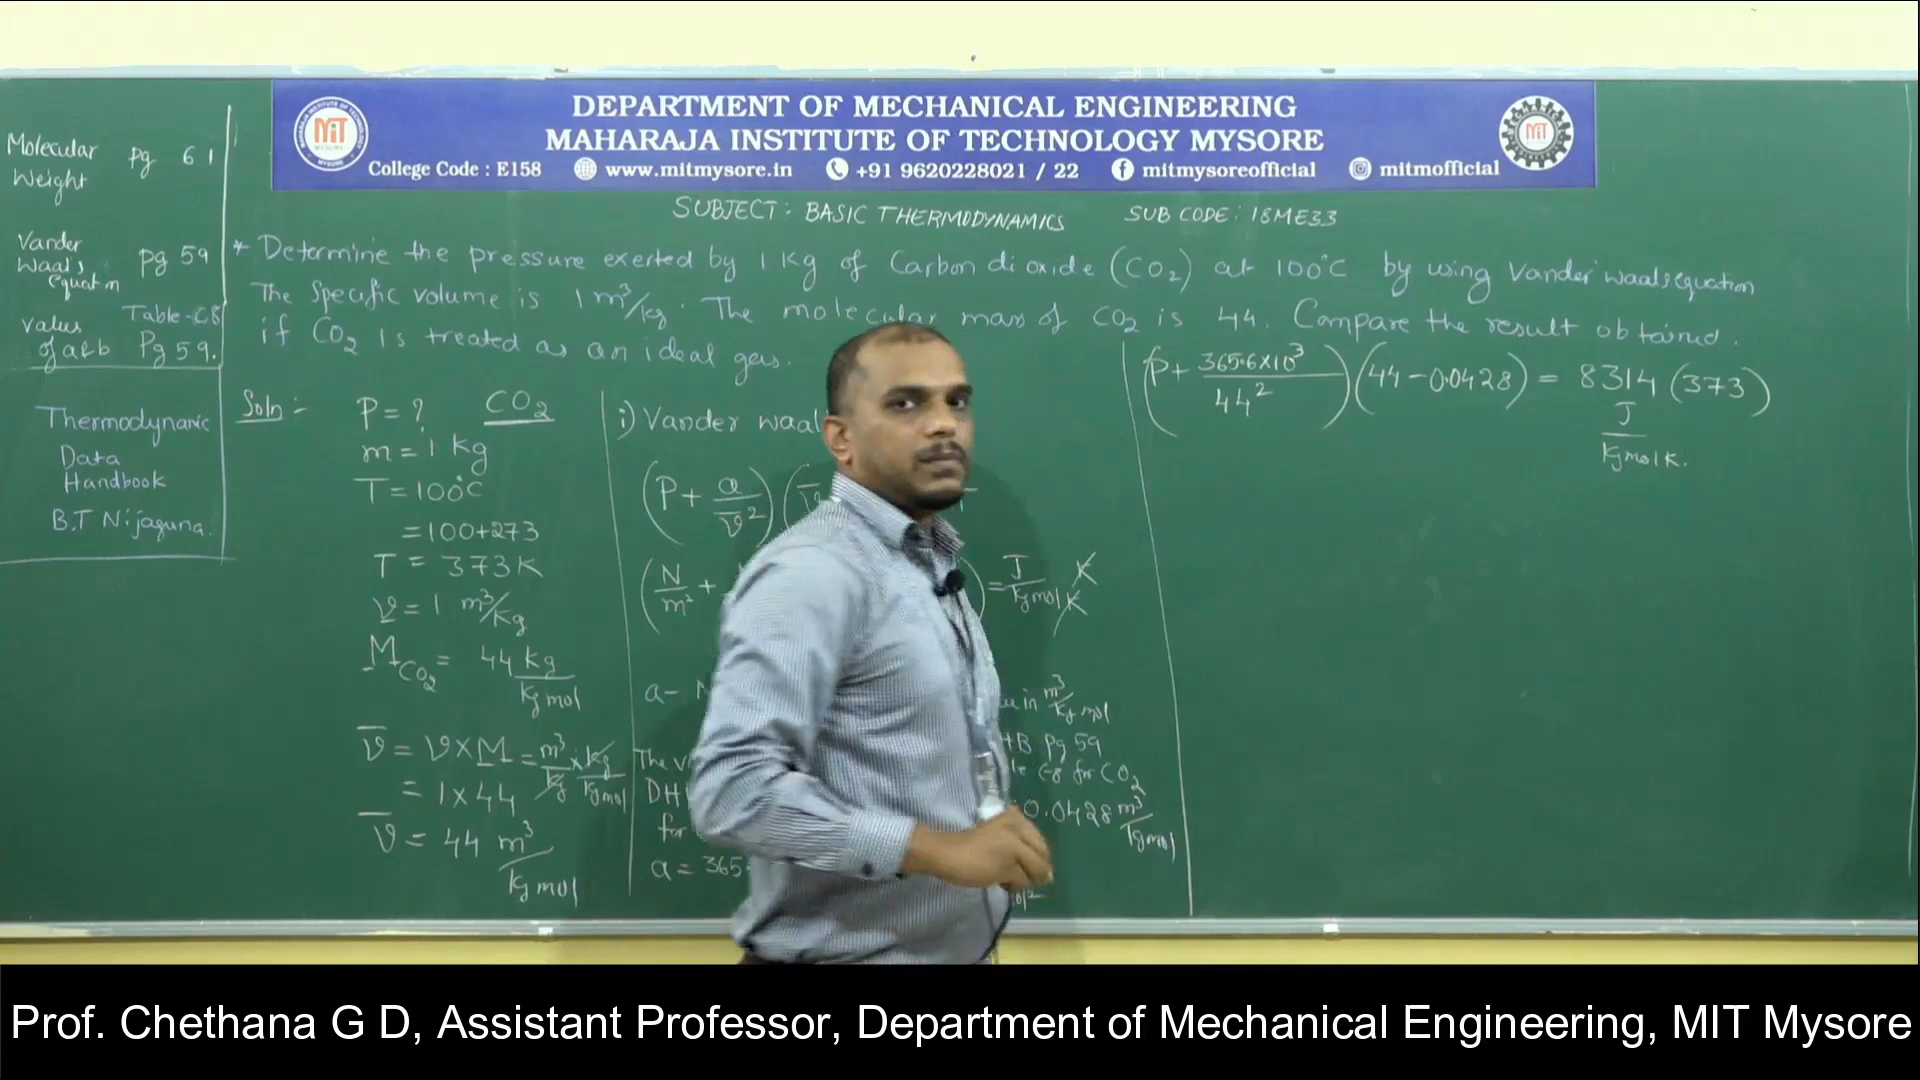 DEPARTMENT OF MECHANICAL ENGINEERING
MAHARAJA INSTITUTE OF TECHNOLOGY MYSORE
College Code : E158 www.mitmysore.in +91 9620228021 / 22 mitmysoreofficial mitmofficial
MIT
MYSORE
MIT
SUBJECT: BASIC THERMODYNAMICS SUB CODE: 18ME33
Molecular Weight pg 61
Vander Waal's equation pg 59
Values of a&b Table-C8 Pg 59.
Thermodynamic
Data
Handbook
B.T Nijaguna.
* Determine the pressure exerted by 1 Kg of Carbon dioxide (CO2) at 100°C by using Vander waals equation
The specific volume is 1 m³/kg. The molecular mass of CO2 is 44. Compare the result obtained
if CO2 is treated as an ideal gas.
Soln :- P = ? CO2
m = 1 kg
T = 100°C
= 100+273
T = 373K
v = 1 m³/kg
M CO2 = 44 kg/kgmol
v̄ = v × M = m³/kg × kg/kgmol
= 1 × 44
v̄ = 44 m³/kgmol
i) Vander waal
(P + a/v̄²) (v̄
(N/m² + ) = J/kgmol K K
a -
in m³/kgmol
The
HB Pg 59
DH
C-8 for CO2
for
0.0428 m³/kgmol
a = 365
(P + 365.6×10³/44²) (44 - 0.0428) = 8314 (373)
J/kgmol K.
Prof. Chethana G D, Assistant Professor, Department of Mechanical Engineering, MIT Mysore